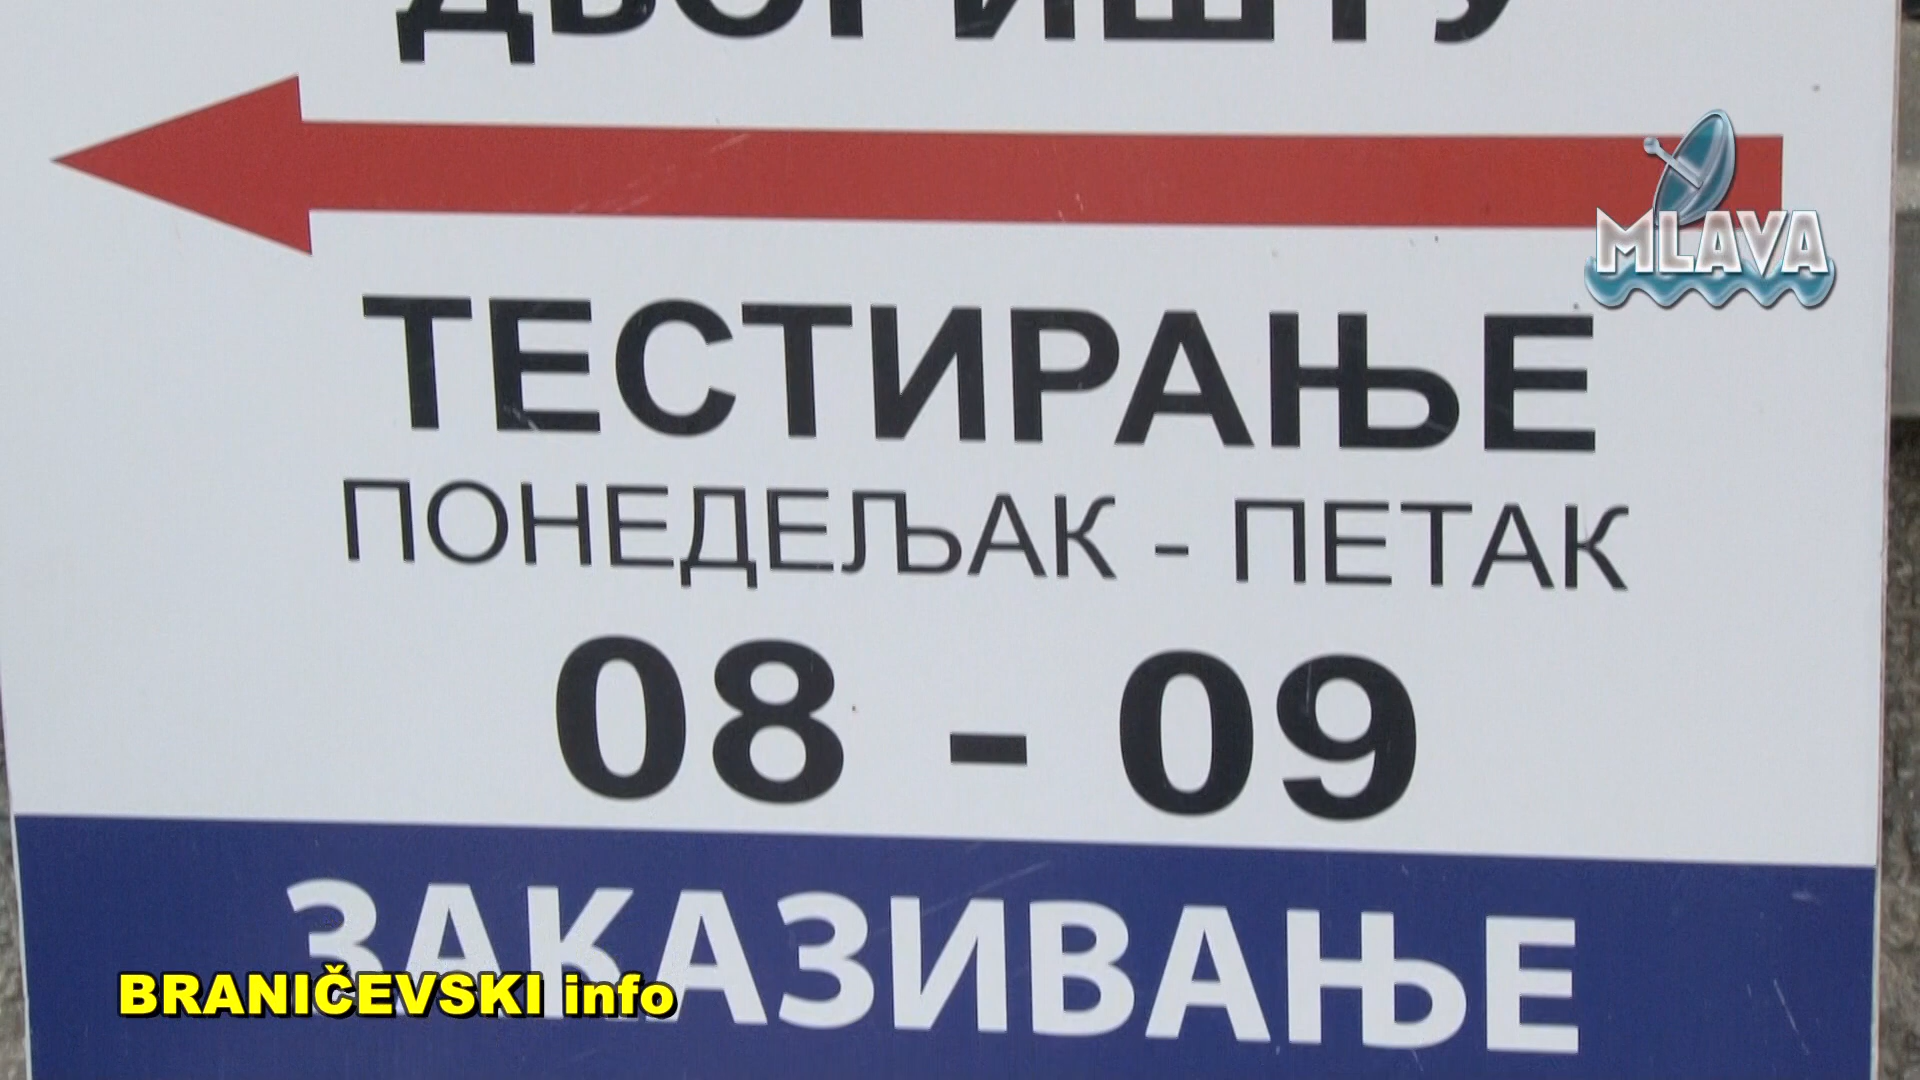 ДВОРИШТУ
MLAVA
ТЕСТИРАЊЕ
ПОНЕДЕЉАК - ПЕТАК
08 - 09
ЗАКАЗИВАЊЕ
BRANIČEVSKI info